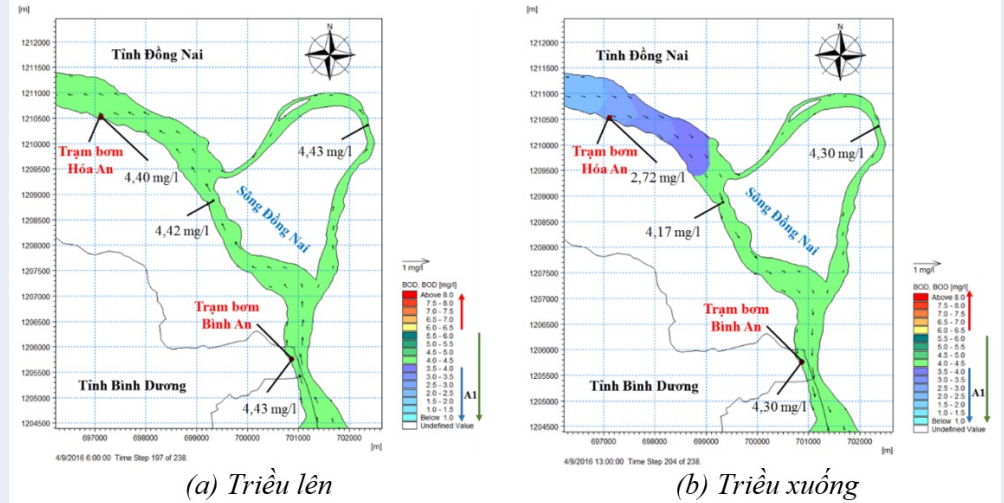 [m]
1212000
1211500
1211000
1210500
1210000
1209500
1209000
1208500
1208000
1207500
1207000
1206500
1206000
1205500
1205000
1204500
697000 698000 699000 700000 701000 702000
[m]
Tỉnh Đồng Nai
N
Trạm bơm
Hóa An
4,40 mg/l
4,43 mg/l
4,42 mg/l
Sông Đồng Nai
Trạm bơm
Bình An
Tỉnh Bình Dương
4,43 mg/l
1 mg/l
BOD, BOD [mg/l]
Above 8.0
7.5 - 8.0
7.0 - 7.5
6.5 - 7.0
6.0 - 6.5
5.5 - 6.0
5.0 - 5.5
4.5 - 5.0
4.0 - 4.5
3.5 - 4.0
3.0 - 3.5
2.5 - 3.0
2.0 - 2.5
1.5 - 2.0
1.0 - 1.5
Below 1.0
Undefined Value
A1
4/9/2016 6:00:00 Time Step 197 of 238.
(a) Triều lên
[m]
1212000
1211500
1211000
1210500
1210000
1209500
1209000
1208500
1208000
1207500
1207000
1206500
1206000
1205500
1205000
1204500
697000 698000 699000 700000 701000 702000
[m]
Tỉnh Đồng Nai
N
Trạm bơm
Hóa An
2,72 mg/l
4,30 mg/l
4,17 mg/l
Sông Đồng Nai
Trạm bơm
Bình An
Tỉnh Bình Dương
4,30 mg/l
1 mg/l
BOD, BOD [mg/l]
Above 8.0
7.5 - 8.0
7.0 - 7.5
6.5 - 7.0
6.0 - 6.5
5.5 - 6.0
5.0 - 5.5
4.5 - 5.0
4.0 - 4.5
3.5 - 4.0
3.0 - 3.5
2.5 - 3.0
2.0 - 2.5
1.5 - 2.0
1.0 - 1.5
Below 1.0
Undefined Value
A1
4/9/2016 13:00:00 Time Step 204 of 238.
(b) Triều xuống